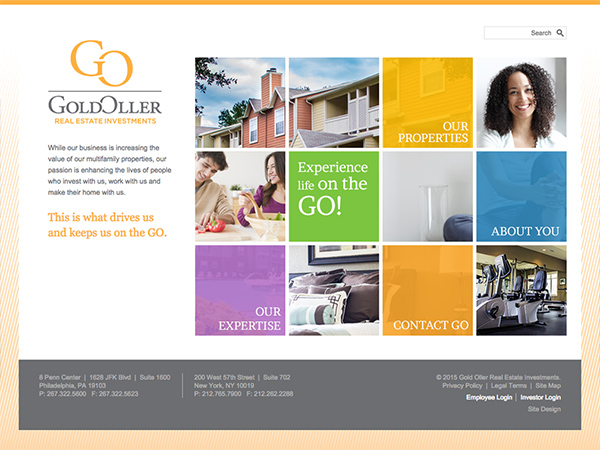 Search
GO
GOLDOLLER
REAL ESTATE INVESTMENTS
While our business is increasing the
value of our multifamily properties, our
passion is enhancing the lives of people
who invest with us, work with us and
make their home with us.
This is what drives us
and keeps us on the GO.
OUR
PROPERTIES
Experience
life on the
GO!
ABOUT YOU
OUR
EXPERTISE
CONTACT GO
8 Penn Center | 1628 JFK Blvd | Suite 1600
Philadelphia, PA 19103
P: 267.322.5600 F: 267.322.5623
200 West 57th Street | Suite 702
New York, NY 10019
P: 212.765.7900 F: 212.262.2288
© 2015 Gold Oller Real Estate Investments.
Privacy Policy | Legal Terms | Site Map
Employee Login | Investor Login
Site Design